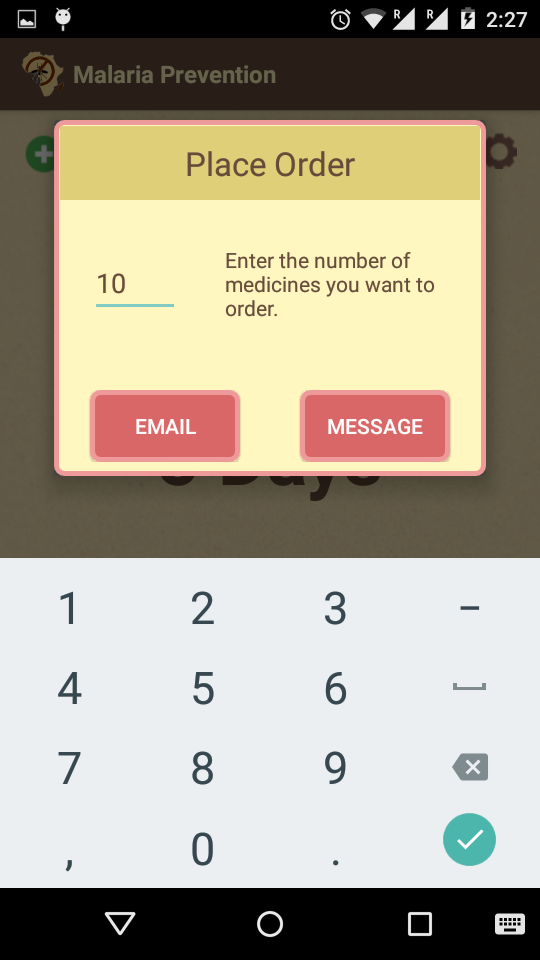 R R 2:27
Malaria Prevention
Place Order
10
Enter the number of
medicines you want to
order.
EMAIL
MESSAGE
Days
1 2 3 –
4 5 6
7 8 9
, 0 .